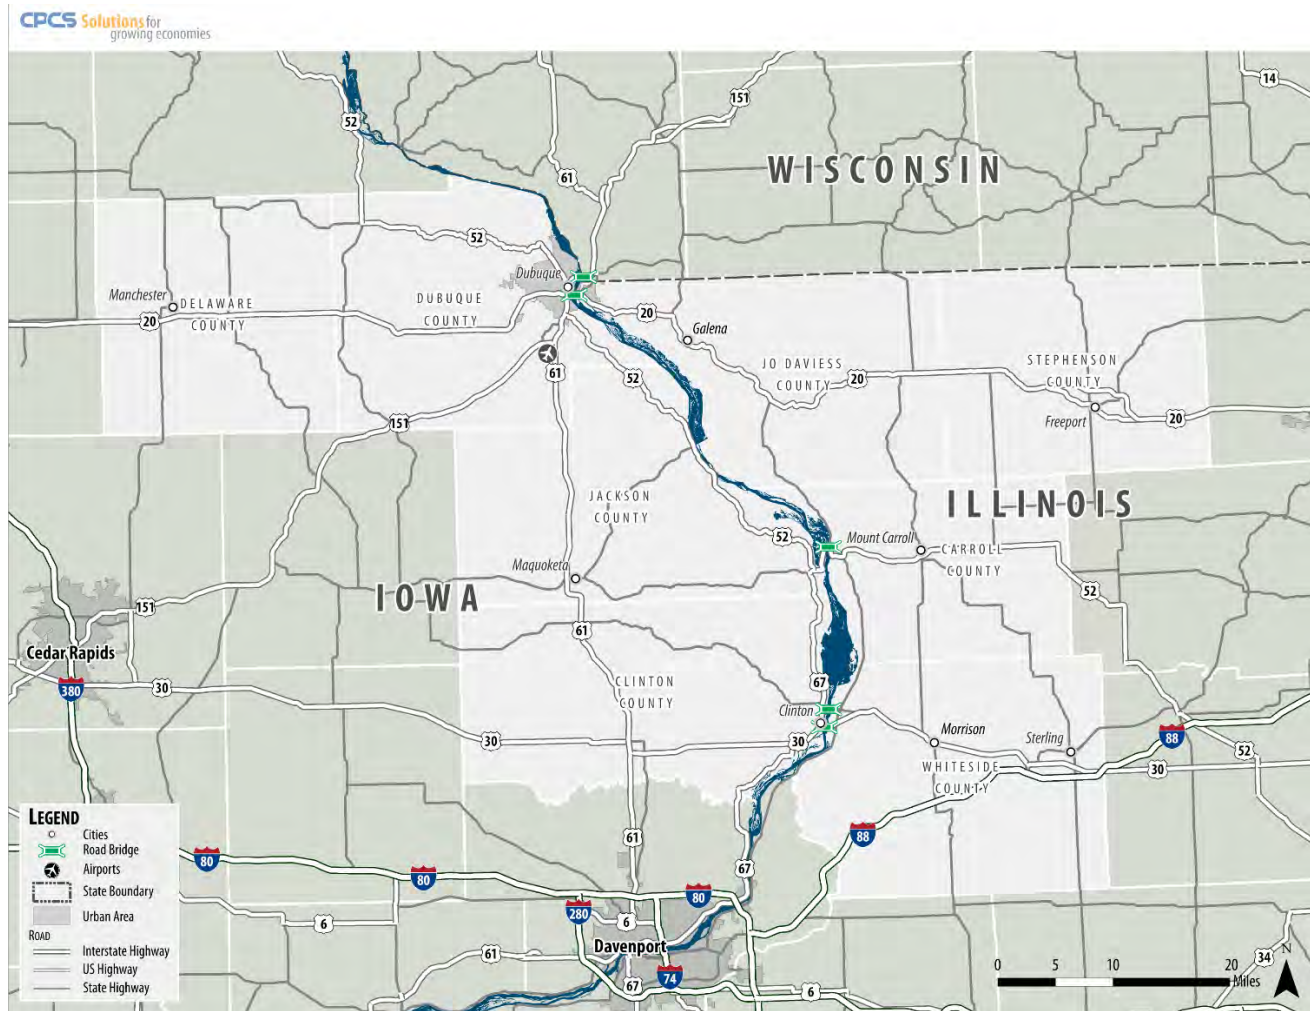 CPCS Solutions for
growing economies
14
151
52
WISCONSIN
61
52
Dubuque
Manchester
DELAWARE
COUNTY
DUBUQUE
COUNTY
20
20
Galena
61
52
JO DAVIESS
COUNTY
20
STEPHENSON
COUNTY
Freeport
20
151
JACKSON
COUNTY
ILLINOIS
52
Mount Carroll
CARROLL
COUNTY
Maquoketa
IOWA
52
151
61
Cedar Rapids
380
30
CLINTON
COUNTY
67
Clinton
30
30
Morrison
Sterling
88
52
WHITESIDE
COUNTY
30
LEGEND
Cities
Road Bridge
Airports
State Boundary
Urban Area
ROAD
Interstate Highway
US Highway
State Highway
80
80
61
67
88
80
6
280
6
Davenport
61
74
67
6
34
N
0
5
10
20
Miles